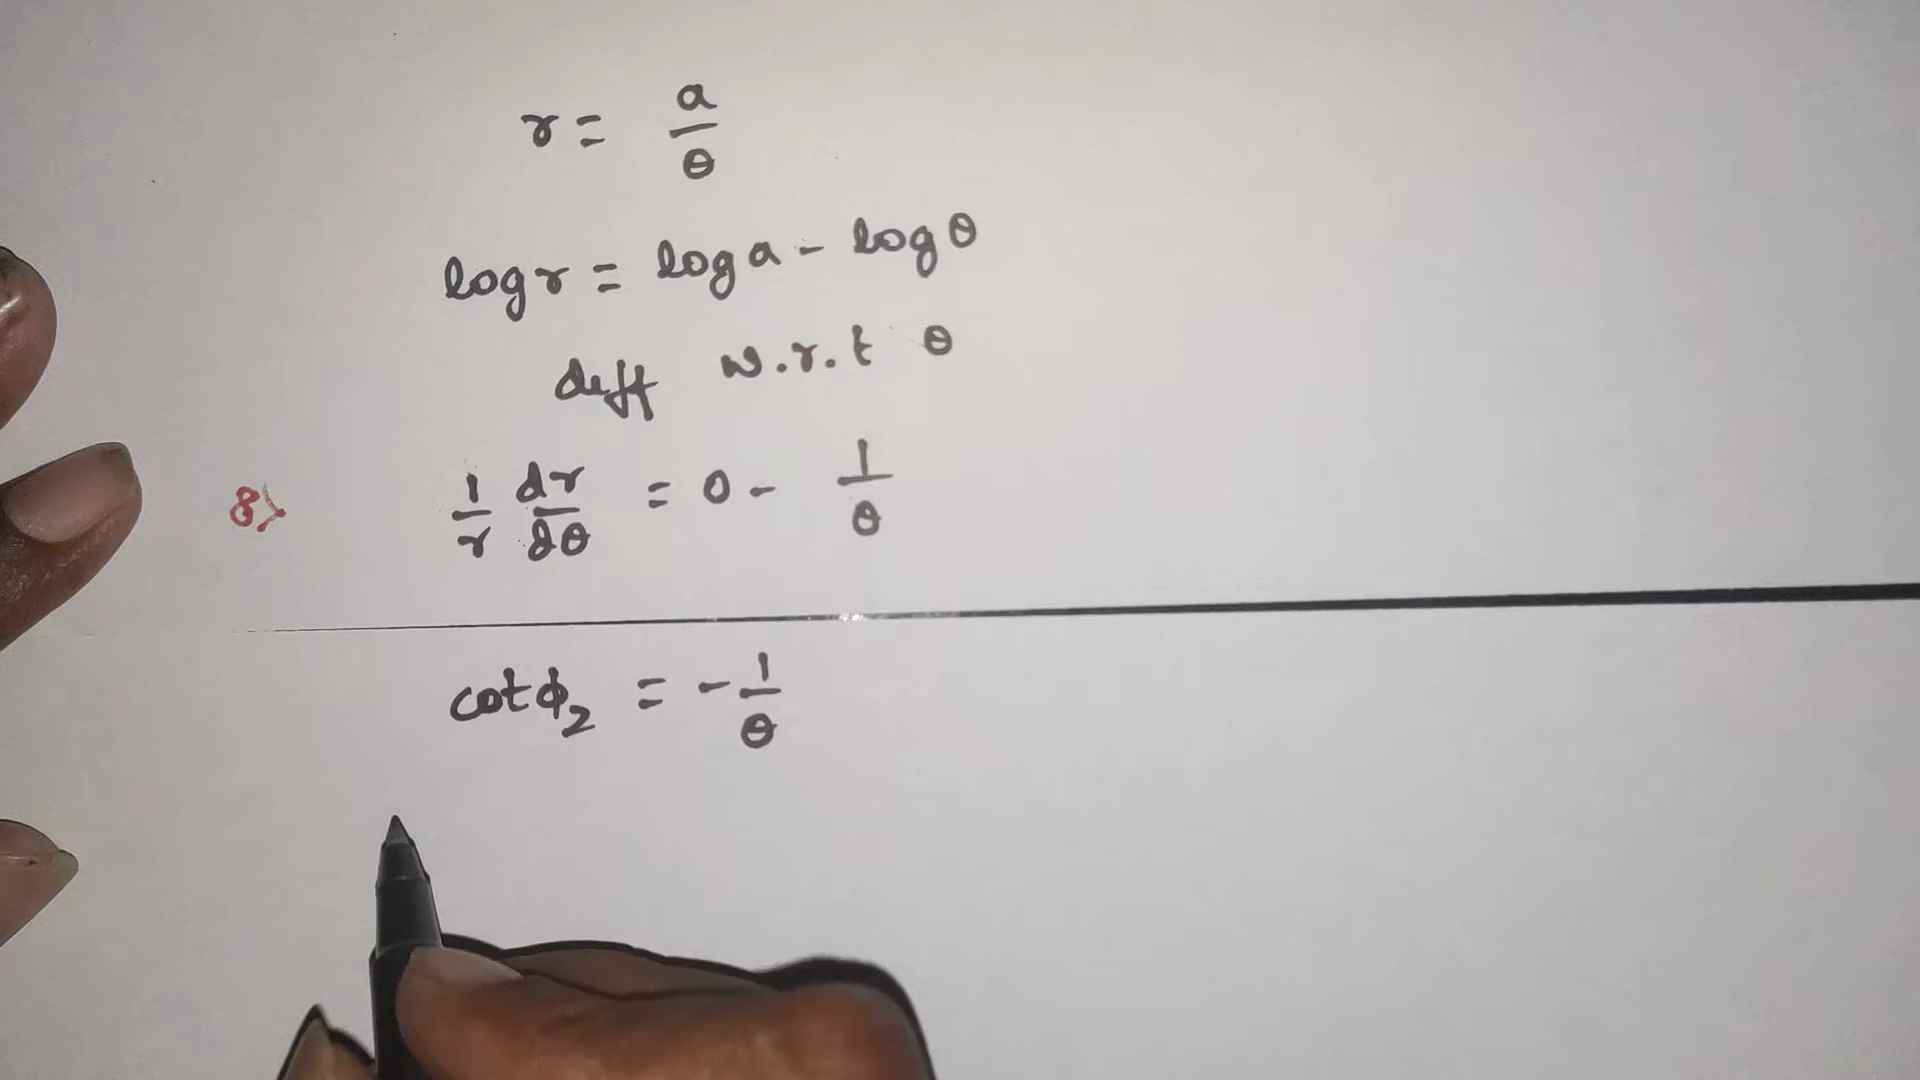 r = a/θ
log r = log a - log θ
diff w.r.t θ
8> 1/r dr/dθ = 0 - 1/θ
cot ϕ₂ = - 1/θ